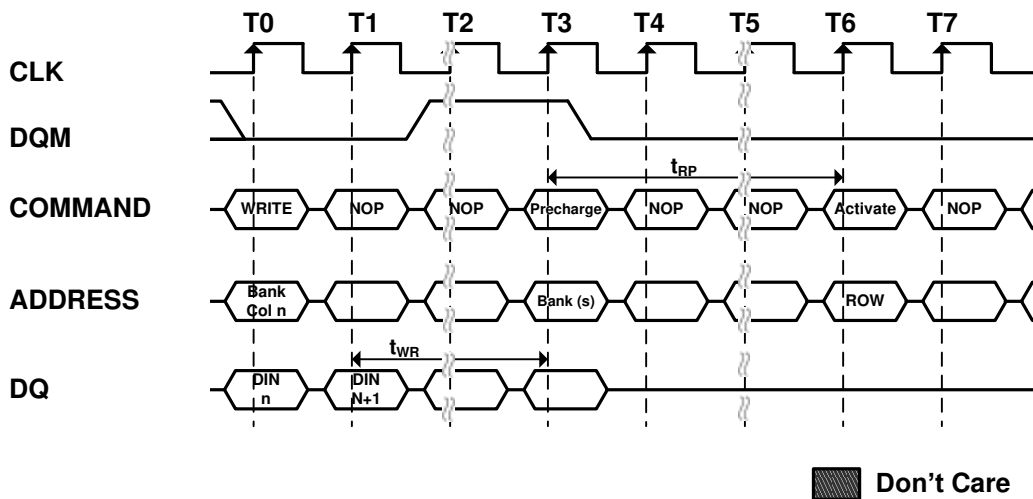 T0 T1 T2 T3 T4 T5 T6 T7
CLK
DQM
tRP
COMMAND WRITE NOP NOP Precharge NOP NOP Activate NOP
ADDRESS Bank Col n Bank (s) ROW
tWR
DQ DIN n DIN N+1
Don't Care